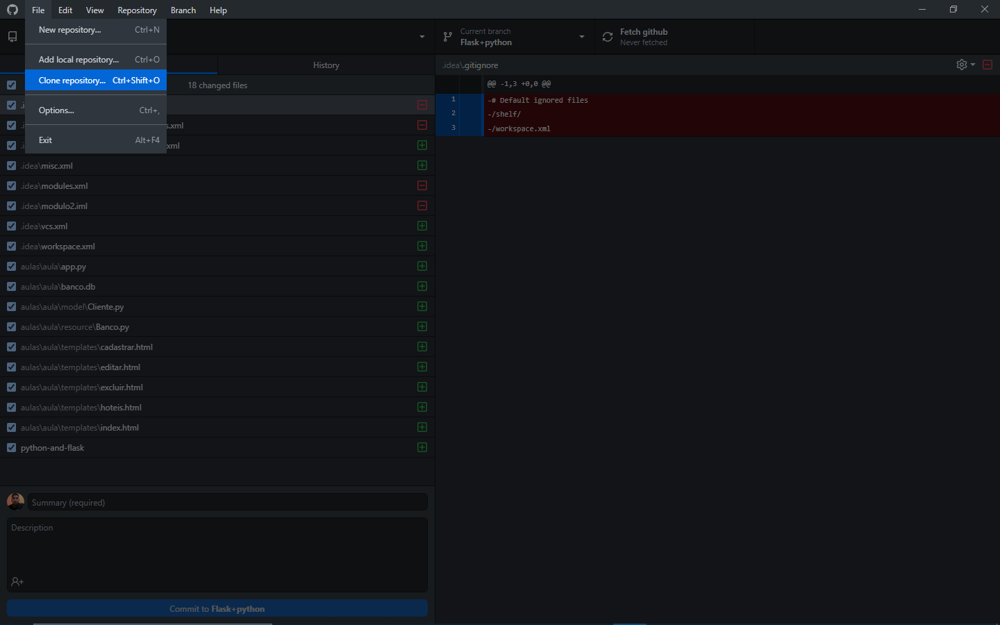 File Edit View Repository Branch Help
New repository... Ctrl+N
Add local repository... Ctrl+O
Clone repository... Ctrl+Shift+O
Options... Ctrl+,
Exit Alt+F4
Current branch
Flask+python
Fetch github
Never fetched
History
18 changed files
.i
.i s.xml
.i xml
.idea\misc.xml
.idea\modules.xml
.idea\modulo2.iml
.idea\vcs.xml
.idea\workspace.xml
aulas\aula\app.py
aulas\aula\banco.db
aulas\aula\model\Cliente.py
aulas\aula\resource\Banco.py
aulas\aula\templates\cadastrar.html
aulas\aula\templates\editar.html
aulas\aula\templates\excluir.html
aulas\aula\templates\hoteis.html
aulas\aula\templates\index.html
python-and-flask
Summary (required)
Description
Commit to Flask+python
.idea\.gitignore
@@ -1,3 +0,0 @@
1 -# Default ignored files
2 -/shelf/
3 -/workspace.xml